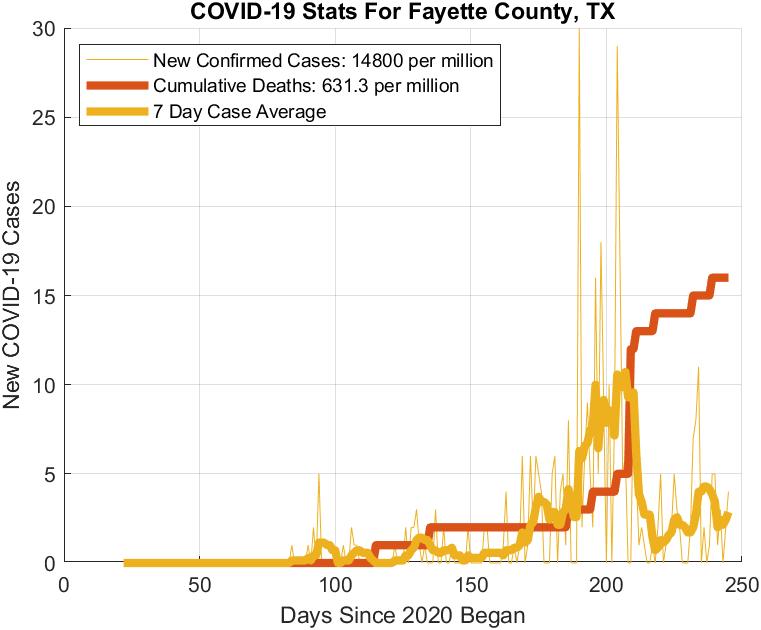 COVID-19 Stats For Fayette County, TX
New Confirmed Cases: 14800 per million
Cumulative Deaths: 631.3 per million
7 Day Case Average
New COVID-19 Cases
30
25
20
15
10
5
0
0 50 100 150 200 250
Days Since 2020 Began